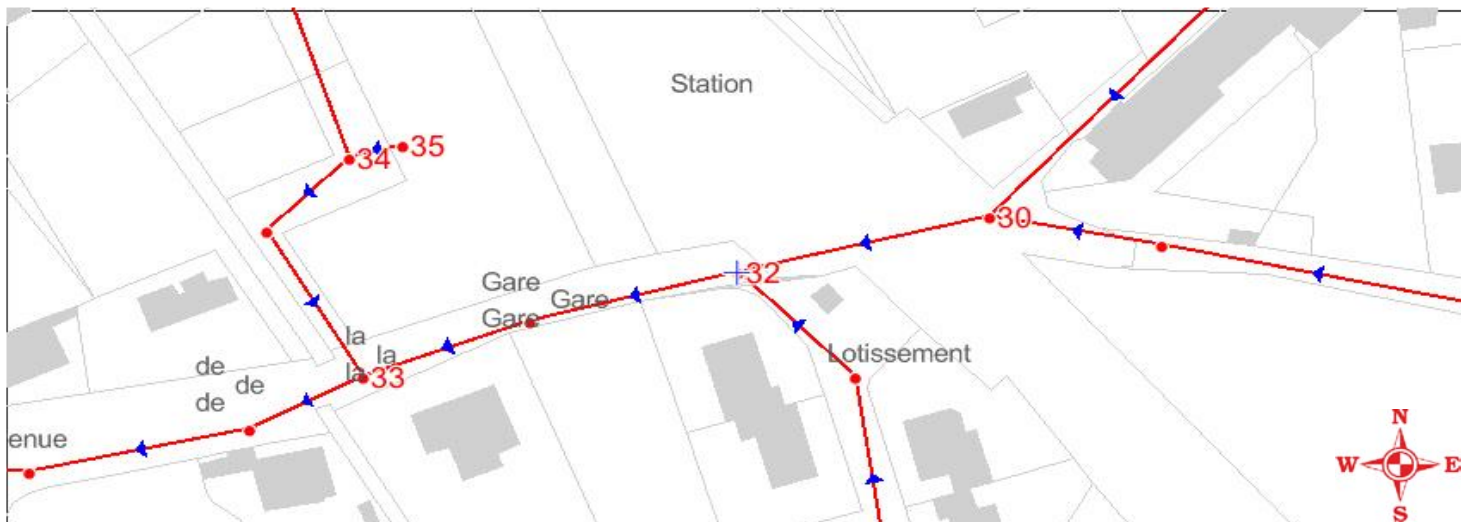 Station
34
35
30
32
Gare
Gare
Gare
la
la
la
33
Lotissement
de
de
de
enue
N
W
E
S